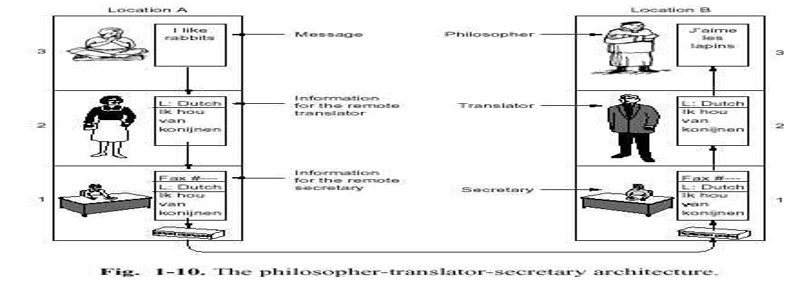 Location A
Location B
3
I like
rabbits
Message
Philosopher
J'aime
les
lapins
3
2
L: Dutch
Ik hou
van
konijnen
Information
for the remote
translator
Translator
L: Dutch
Ik hou
van
konijnen
2
1
Fax #---
L: Dutch
Ik hou
van
konijnen
Information
for the remote
secretary
Secretary
Fax #---
L: Dutch
Ik hou
van
konijnen
1
Fig. 1-10. The philosopher-translator-secretary architecture.